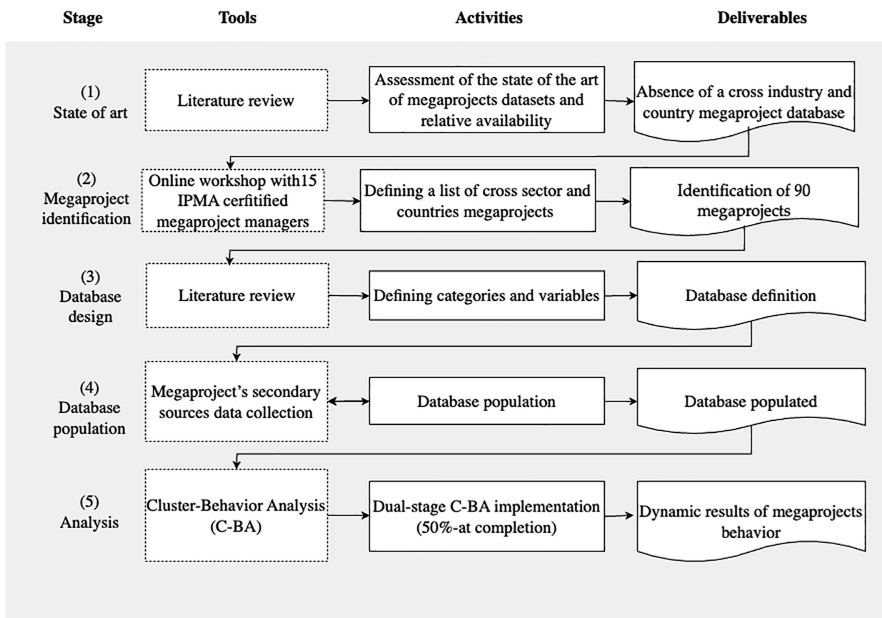 Stage Tools Activities Deliverables
(1)
State of art
Literature review
Assessment of the state of the art
of megaprojects datasets and
relative availability
Absence of a cross industry and
country megaproject database
(2)
Megaproject
identification
Online workshop with15
IPMA cerfitified
megaproject managers
Defining a list of cross sector and
countries megaprojects
Identification of 90
megaprojects
(3)
Database
design
Literature review
Defining categories and variables
Database definition
(4)
Database
population
Megaproject's secondary
sources data collection
Database population
Database populated
(5)
Analysis
Cluster-Behavior Analysis
(C-BA)
Dual-stage C-BA implementation
(50%-at completion)
Dynamic results of megaprojects
behavior